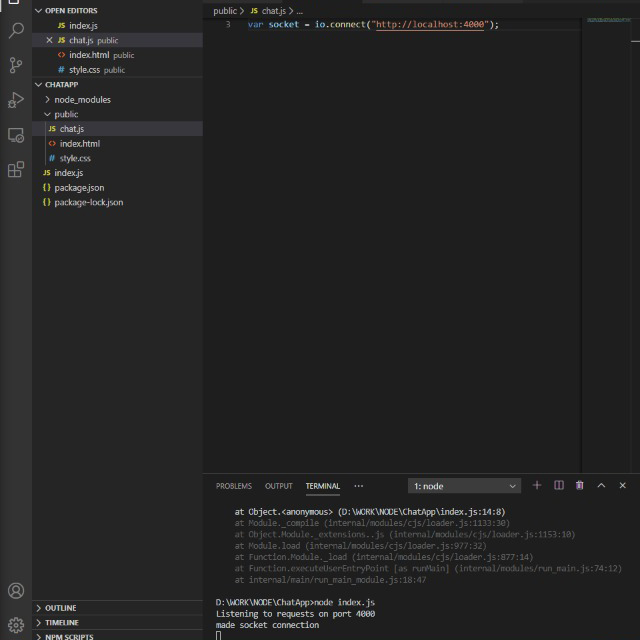 OPEN EDITORS
JS index.js
JS chat.js public
<> index.html public
# style.css public
CHATAPP
node_modules
public
JS chat.js
<> index.html
# style.css
JS index.js
{} package.json
{} package-lock.json
OUTLINE
TIMELINE
NPM SCRIPTS
public > JS chat.js > ...
3 var socket = io.connect("http://localhost:4000");
PROBLEMS OUTPUT TERMINAL ... 1: node
at Object.<anonymous> (D:\WORK\NODE\ChatApp\index.js:14:8)
at Module._compile (internal/modules/cjs/loader.js:1133:30)
at Object.Module._extensions..js (internal/modules/cjs/loader.js:1153:10)
at Module.load (internal/modules/cjs/loader.js:977:32)
at Function.Module._load (internal/modules/cjs/loader.js:877:14)
at Function.executeUserEntryPoint [as runMain] (internal/modules/run_main.js:74:12)
at internal/main/run_main_module.js:18:47
D:\WORK\NODE\ChatApp>node index.js
Listening to requests on port 4000
made socket connection